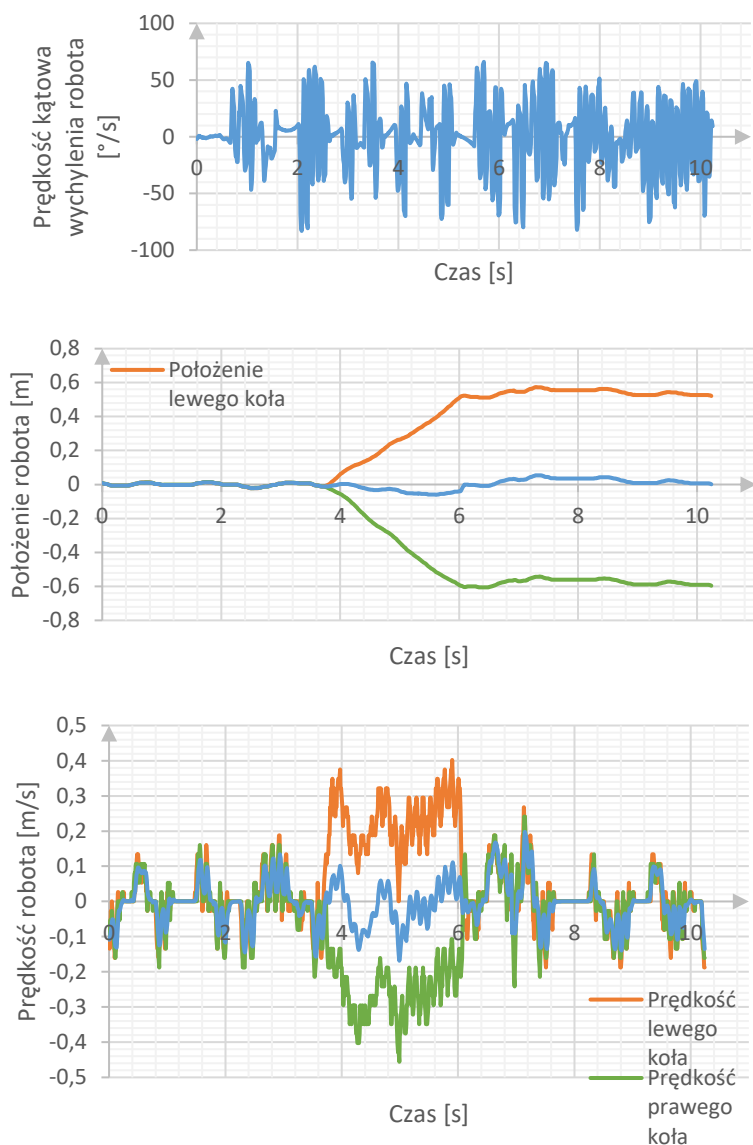 Prędkość kątowa
wychylenia robota
[°/s]
100
50
0
-50
-100
0 2 4 6 8 10
Czas [s]
Położenie robota [m]
0,8
0,6
0,4
0,2
0
-0,2
-0,4
-0,6
-0,8
0 2 4 6 8 10
Położenie
lewego koła
Czas [s]
Prędkość robota [m/s]
0,5
0,4
0,3
0,2
0,1
0
-0,1
-0,2
-0,3
-0,4
-0,5
0 2 4 6 8 10
Prędkość
lewego
koła
Prędkość
prawego
koła
Czas [s]